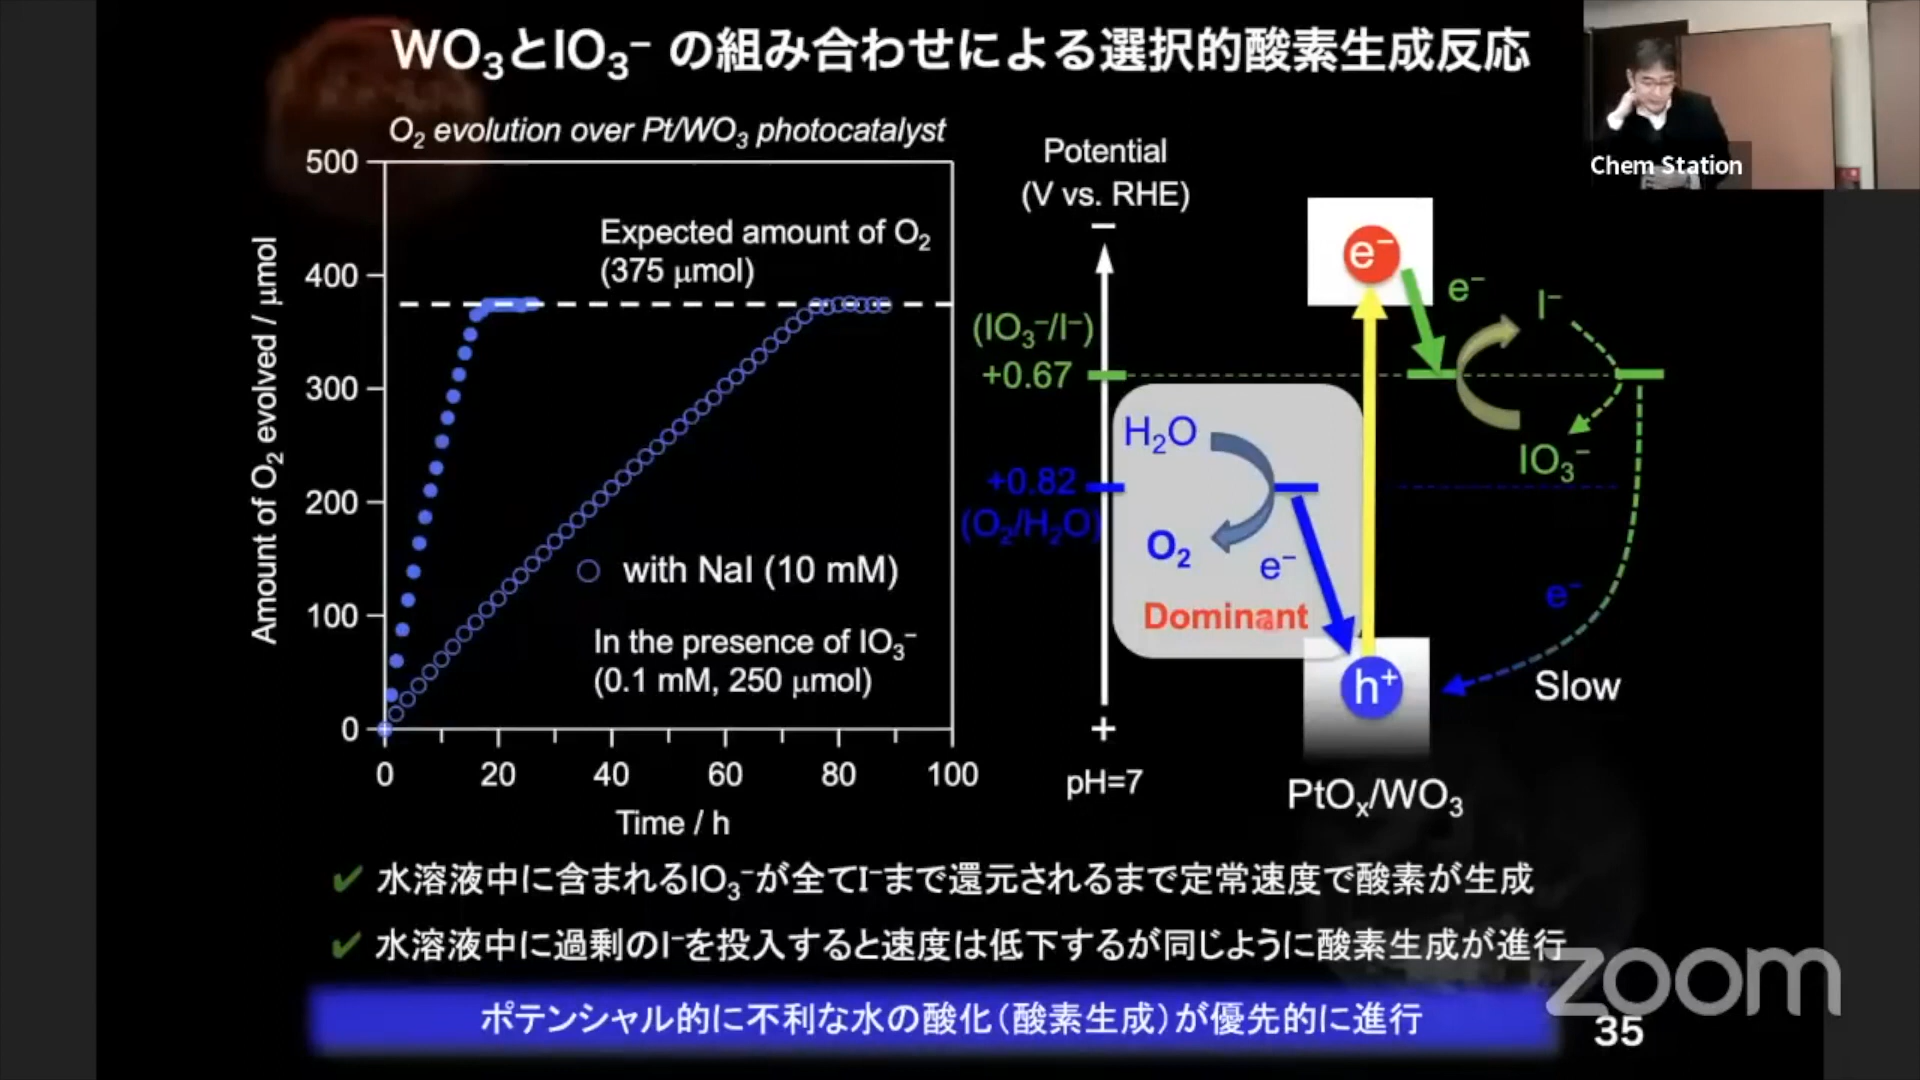 WO₃とIO₃⁻ の組み合わせによる選択的酸素生成反応
Chem Station
O₂ evolution over Pt/WO₃ photocatalyst
500
400
300
200
100
0
Amount of O₂ evolved / μmol
Expected amount of O₂
(375 μmol)
with NaI (10 mM)
In the presence of IO₃⁻
(0.1 mM, 250 μmol)
0 20 40 60 80 100
Time / h
Potential
(V vs. RHE)
−
(IO₃⁻/I⁻)
+0.67
+0.82
(O₂/H₂O)
+
pH=7
H₂O
O₂
e⁻
Dominant
e⁻
e⁻
I⁻
IO₃⁻
e⁻
Slow
h⁺
PtOₓ/WO₃
✔ 水溶液中に含まれるIO₃⁻が全てI⁻まで還元されるまで定常速度で酸素が生成
✔ 水溶液中に過剰のI⁻を投入すると速度は低下するが同じように酸素生成が進行
ポテンシャル的に不利な水の酸化（酸素生成）が優先的に進行
zoom
35